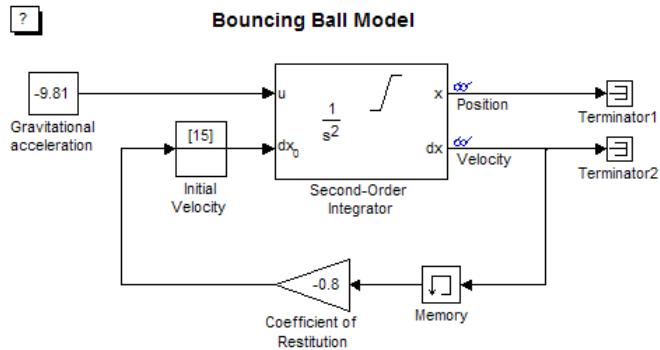 ?
Bouncing Ball Model
-9.81
Gravitational
acceleration
[15]
Initial
Velocity
u
dx0
1
s2
x
dx
Second-Order
Integrator
Position
Velocity
Terminator1
Terminator2
-0.8
Coefficient of
Restitution
Memory